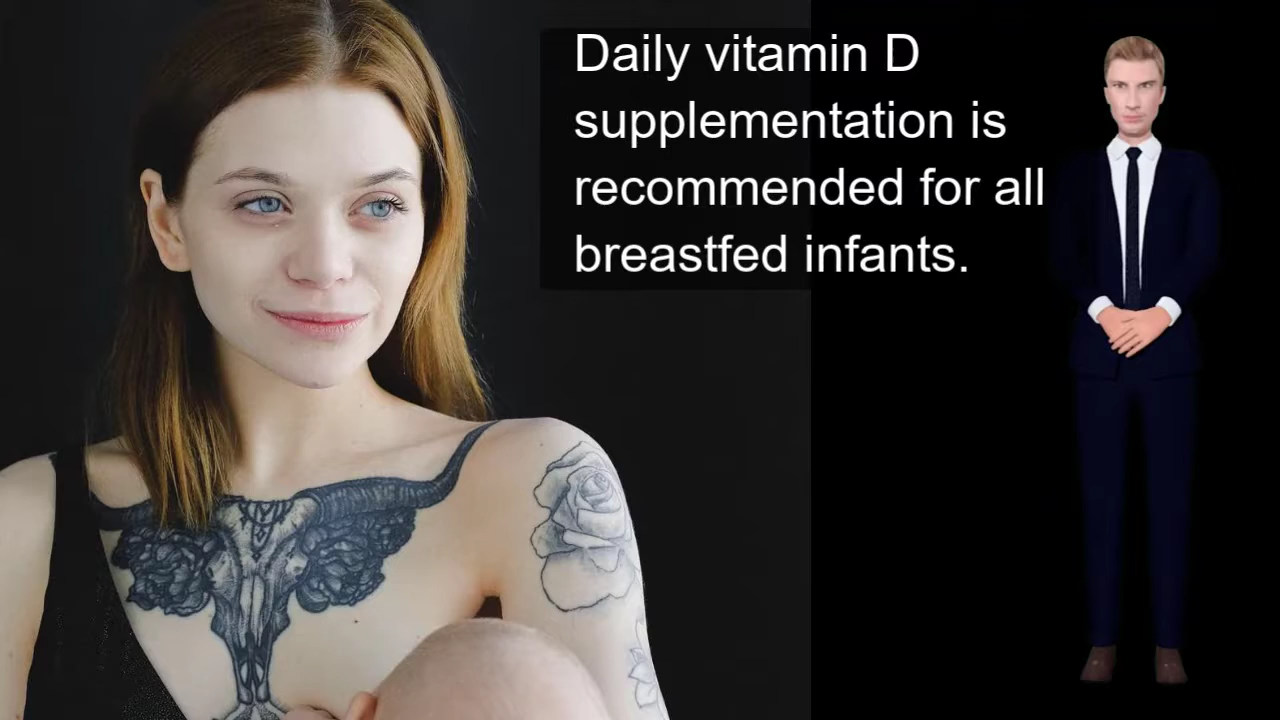 Daily vitamin D
supplementation is
recommended for all
breastfed infants.